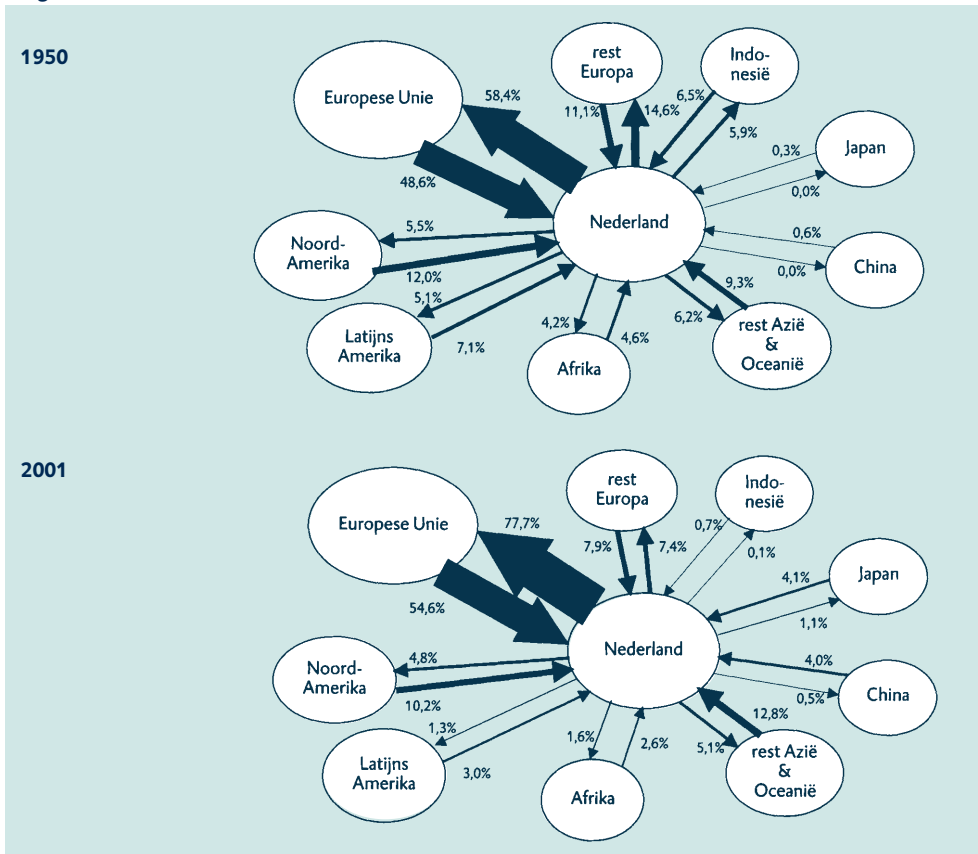 1950
Europese Unie
58,4%
48,6%
rest
Europa
11,1%
14,6%
Indo-
nesië
6,5%
5,9%
Japan
0,3%
0,0%
Nederland
Noord-
Amerika
5,5%
12,0%
0,6%
0,0%
China
5,1%
Latijns
Amerika
7,1%
4,2%
4,6%
Afrika
6,2%
9,3%
rest Azië
&
Oceanië
2001
Europese Unie
77,7%
54,6%
rest
Europa
7,9%
7,4%
Indo-
nesië
0,7%
0,1%
Japan
4,1%
1,1%
Nederland
Noord-
Amerika
4,8%
10,2%
4,0%
0,5%
China
1,3%
Latijns
Amerika
3,0%
1,6%
2,6%
Afrika
5,1%
12,8%
rest Azië
&
Oceanië